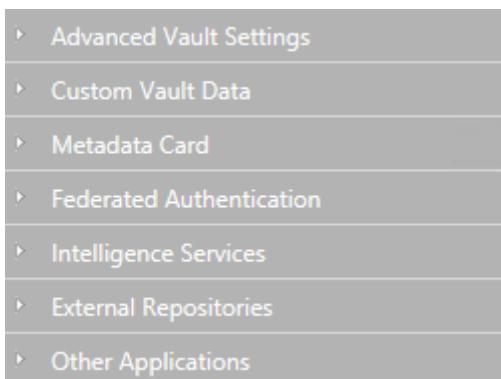 Advanced Vault Settings
Custom Vault Data
Metadata Card
Federated Authentication
Intelligence Services
External Repositories
Other Applications